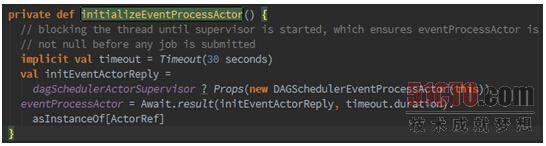 private def initializeEventProcessActor() {
// blocking the thread until supervisor is started, which ensures eventProcessActor is
// not null before any job is submitted
implicit val timeout = Timeout(30 seconds)
val initEventActorReply =
dagSchedulerActorSupervisor ? Props(new DAGSchedulerEventProcessActor(this))
eventProcessActor = Await.result(initEventActorReply, timeout.duration).
asInstanceOf[ActorRef]
}
51CTO.com
技术成就梦想